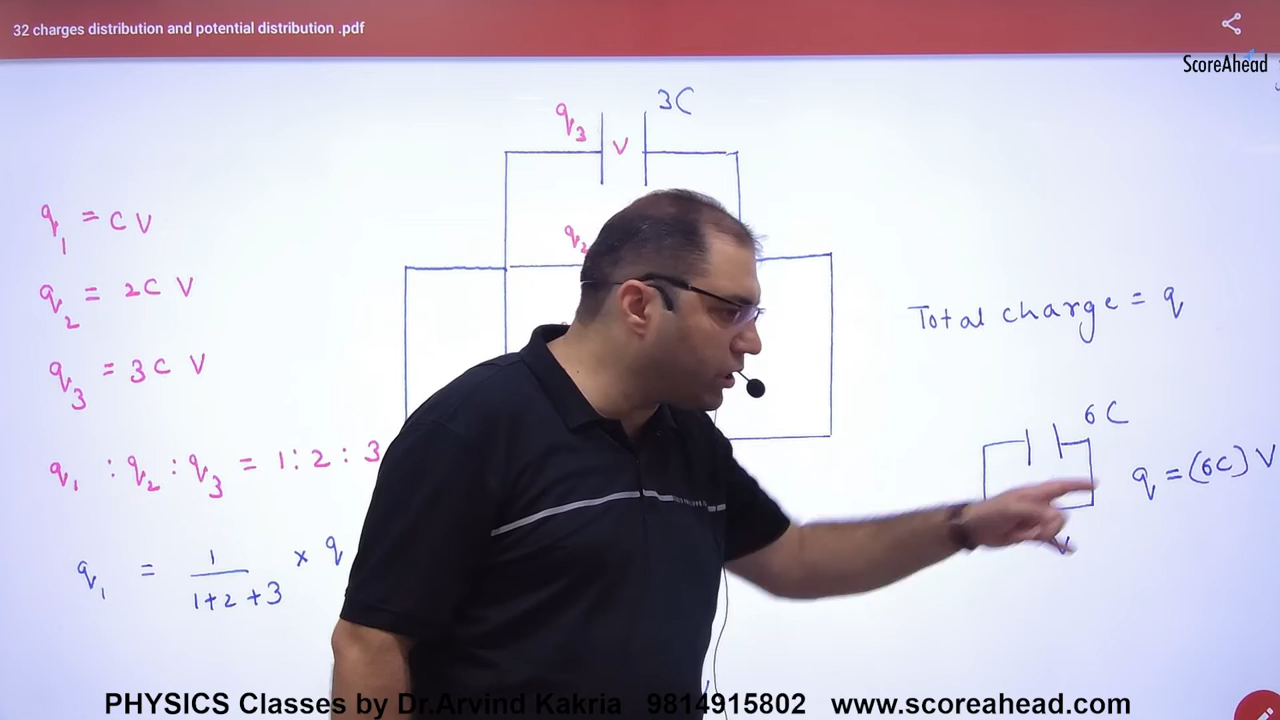 32 charges distribution and potential distribution .pdf
ScoreAhead
3C
q3
V
q2
q1 = CV
q2 = 2C V
q3 = 3C V
q1 : q2 : q3 = 1 : 2 : 3
q1 = 1/(1+2+3) × q
Total charge = q
6C
q = (6C) V
PHYSICS Classes by Dr.Arvind Kakria 9814915802 www.scoreahead.com